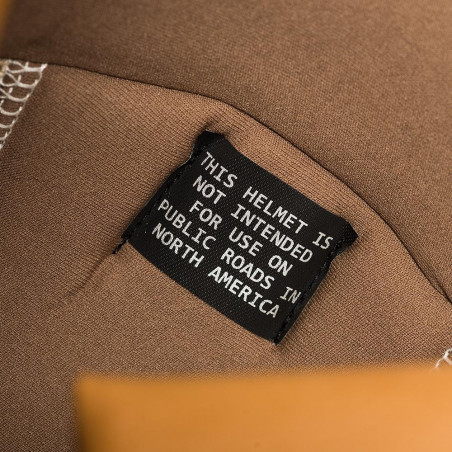 THIS HELMET IS
NOT INTENDED
FOR USE ON
PUBLIC ROADS IN
NORTH AMERICA